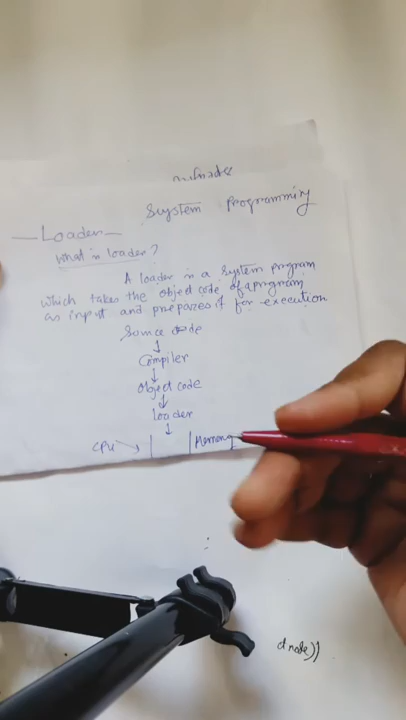 System Programming
Loader
What is loader?
A loader is a system program
which takes the object code of a program
as input and prepares it for execution
Source code
↓
Compiler
↓
Object code
↓
loader
↓
CPU → Memory